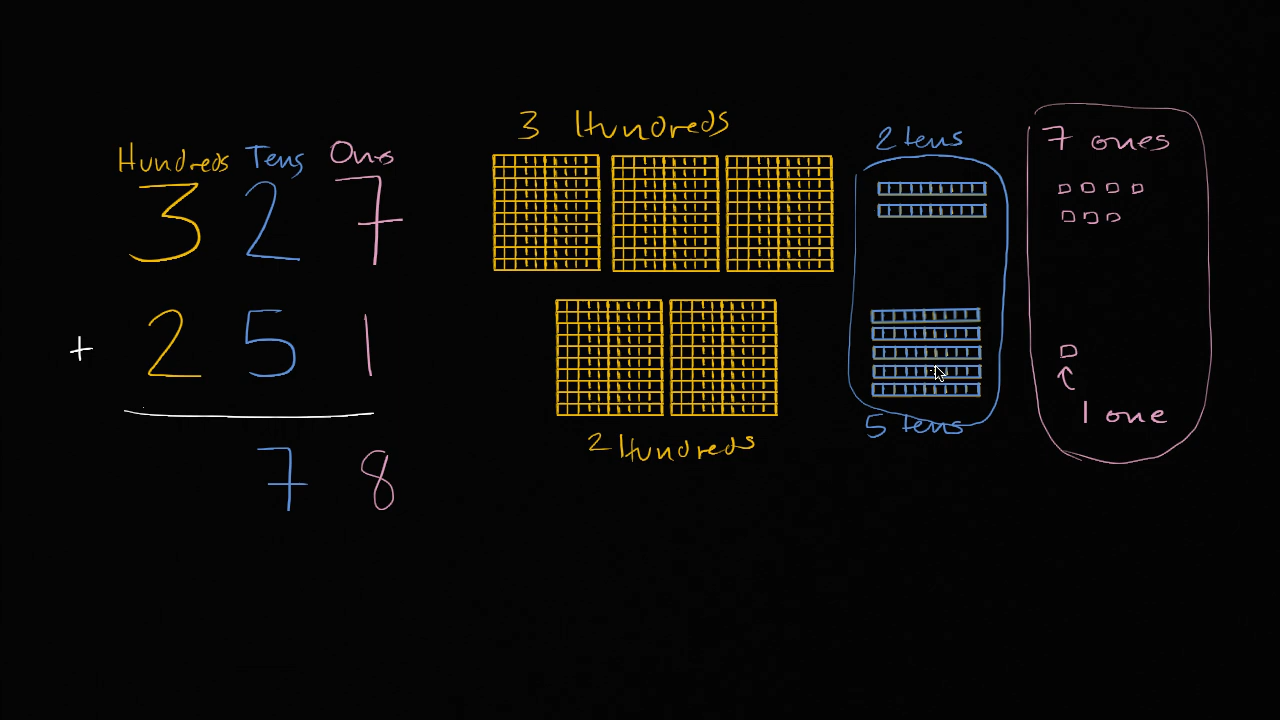 Hundreds Tens Ones
3 2 7
+ 2 5 1
7 8
3 Hundreds
2 Hundreds
2 tens
5 tens
7 ones
1 one